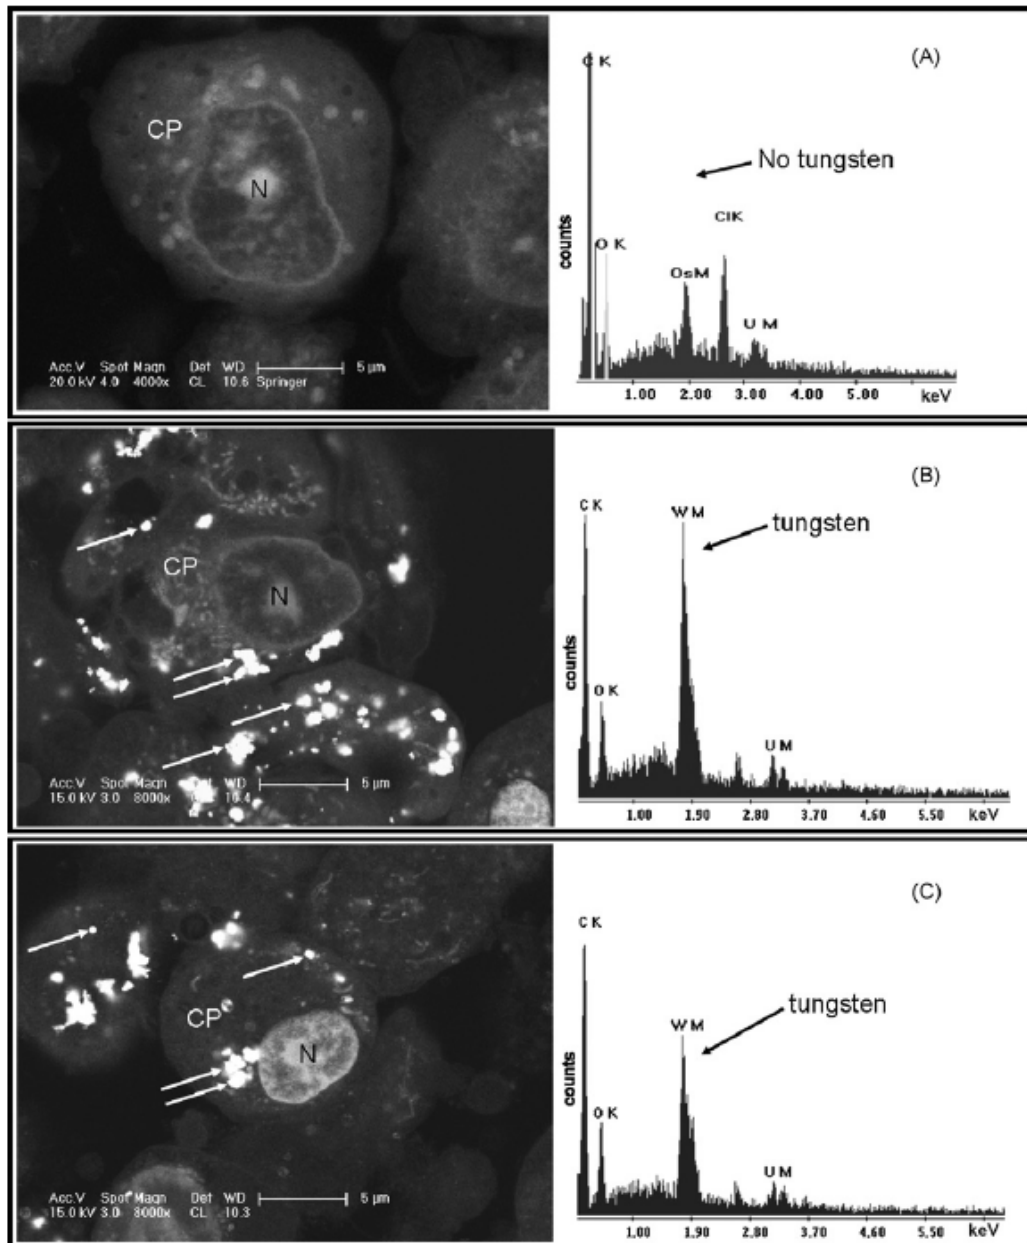 (A)
CP
N
Acc.V Spot Magn Det WD 5 µm
20.0 kV 4.0 4000x CL 10.6 Springer
C K
No tungsten
ClK
O K
OsM
U M
counts
1.00 2.00 3.00 4.00 5.00 keV
(B)
CP
N
Acc.V Spot Magn WD 5 µm
15.0 kV 3.0 8000x 10.4
C K
W M
tungsten
O K
U M
counts
1.00 1.90 2.80 3.70 4.60 5.50 keV
(C)
CP
N
Acc.V Spot Magn Det WD 5 µm
15.0 kV 3.0 8000x CL 10.3
C K
tungsten
W M
O K
U M
counts
1.00 1.90 2.80 3.70 4.60 5.50 keV